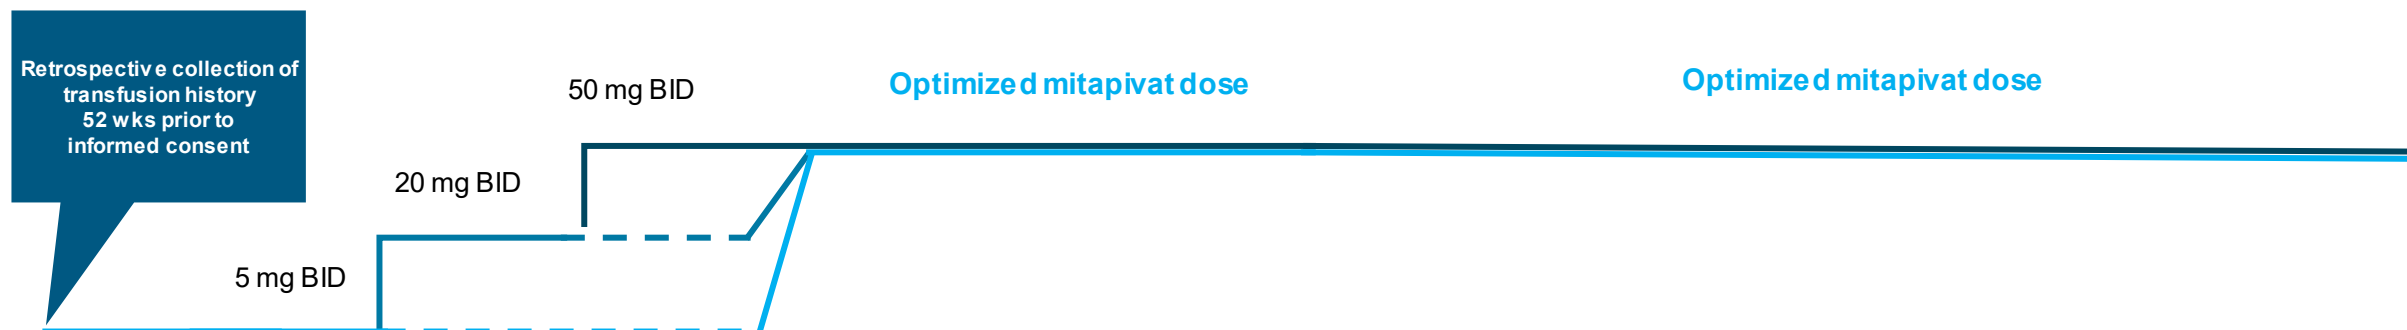 Retrospective collection of
transfusion history
52 wks prior to
informed consent
5 mg BID
20 mg BID
50 mg BID
Optimized mitapivat dose
Optimized mitapivat dose